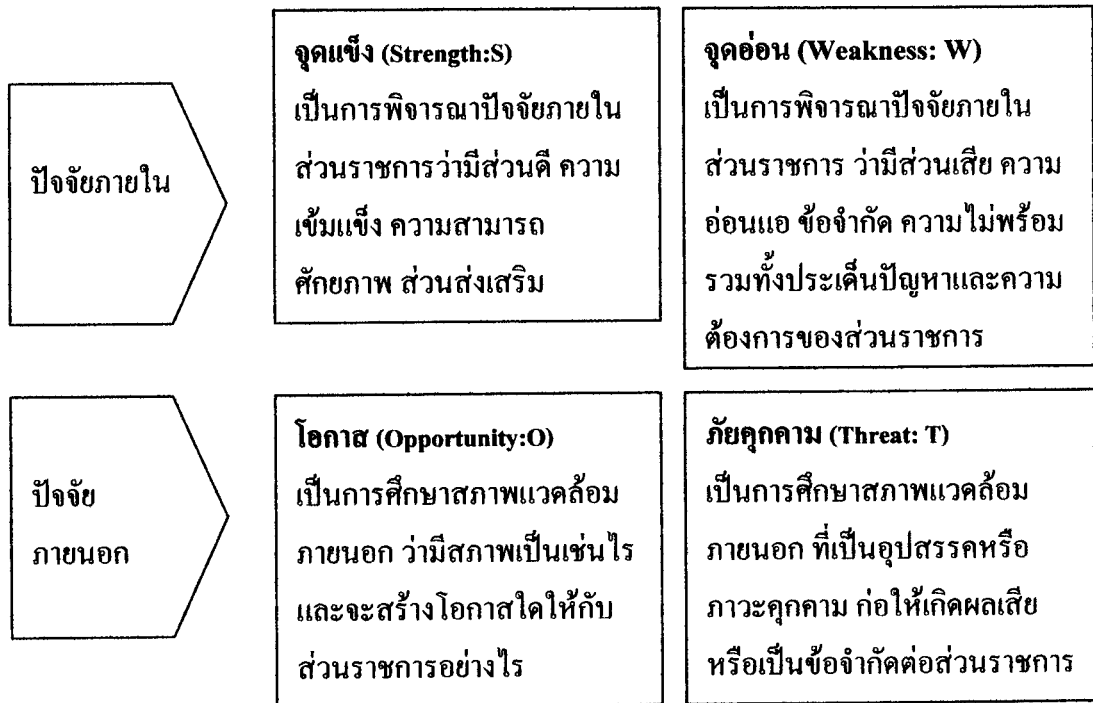 ปัจจัยภายใน
จุดแข็ง (Strength:S)
เป็นการพิจารณาปัจจัยภายใน
ส่วนราชการว่ามีส่วนดี ความ
เข้มแข็ง ความสามารถ
ศักยภาพ ส่วนส่งเสริม
จุดอ่อน (Weakness: W)
เป็นการพิจารณาปัจจัยภายใน
ส่วนราชการ ว่ามีส่วนเสีย ความ
อ่อนแอ ข้อจำกัด ความไม่พร้อม
รวมทั้งประเด็นปัญหาและความ
ต้องการของส่วนราชการ
ปัจจัย
ภายนอก
โอกาส (Opportunity:O)
เป็นการศึกษาสภาพแวดล้อม
ภายนอก ว่ามีสภาพเป็นเช่นไร
และจะสร้างโอกาสใดให้กับ
ส่วนราชการอย่างไร
ภัยคุกคาม (Threat: T)
เป็นการศึกษาสภาพแวดล้อม
ภายนอก ที่เป็นอุปสรรคหรือ
ภาวะคุกคาม ก่อให้เกิดผลเสีย
หรือเป็นข้อจำกัดต่อส่วนราชการ